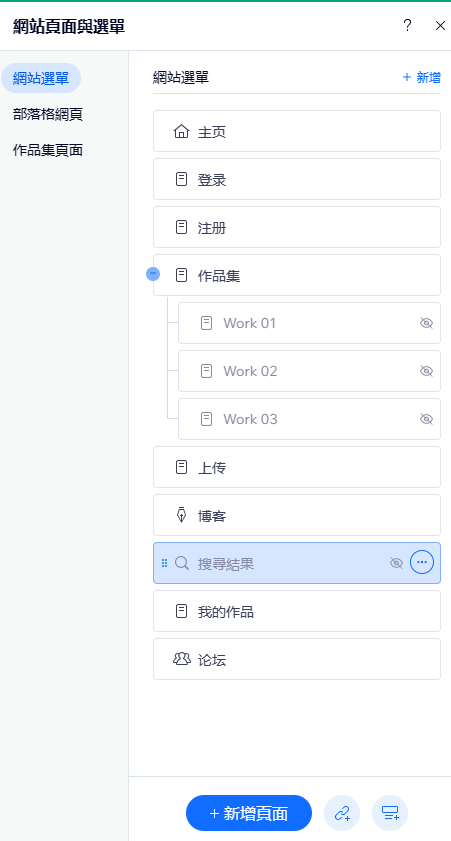 網站頁面與選單
?
網站選單
部落格網頁
作品集頁面
網站選單
+ 新增
主页
登录
注册
作品集
Work 01
Work 02
Work 03
上传
博客
搜尋結果
我的作品
论坛
+ 新增頁面